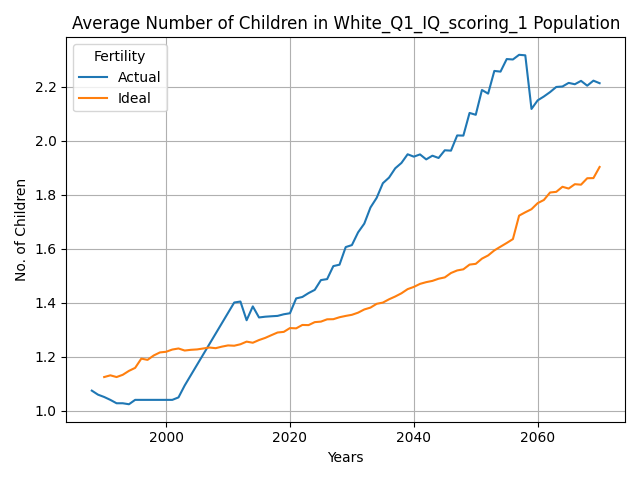 Average Number of Children in White_Q1_IQ_scoring_1 Population
Fertility
Actual
Ideal
No. of Children
2.2
2.0
1.8
1.6
1.4
1.2
1.0
2000
2020
2040
2060
Years